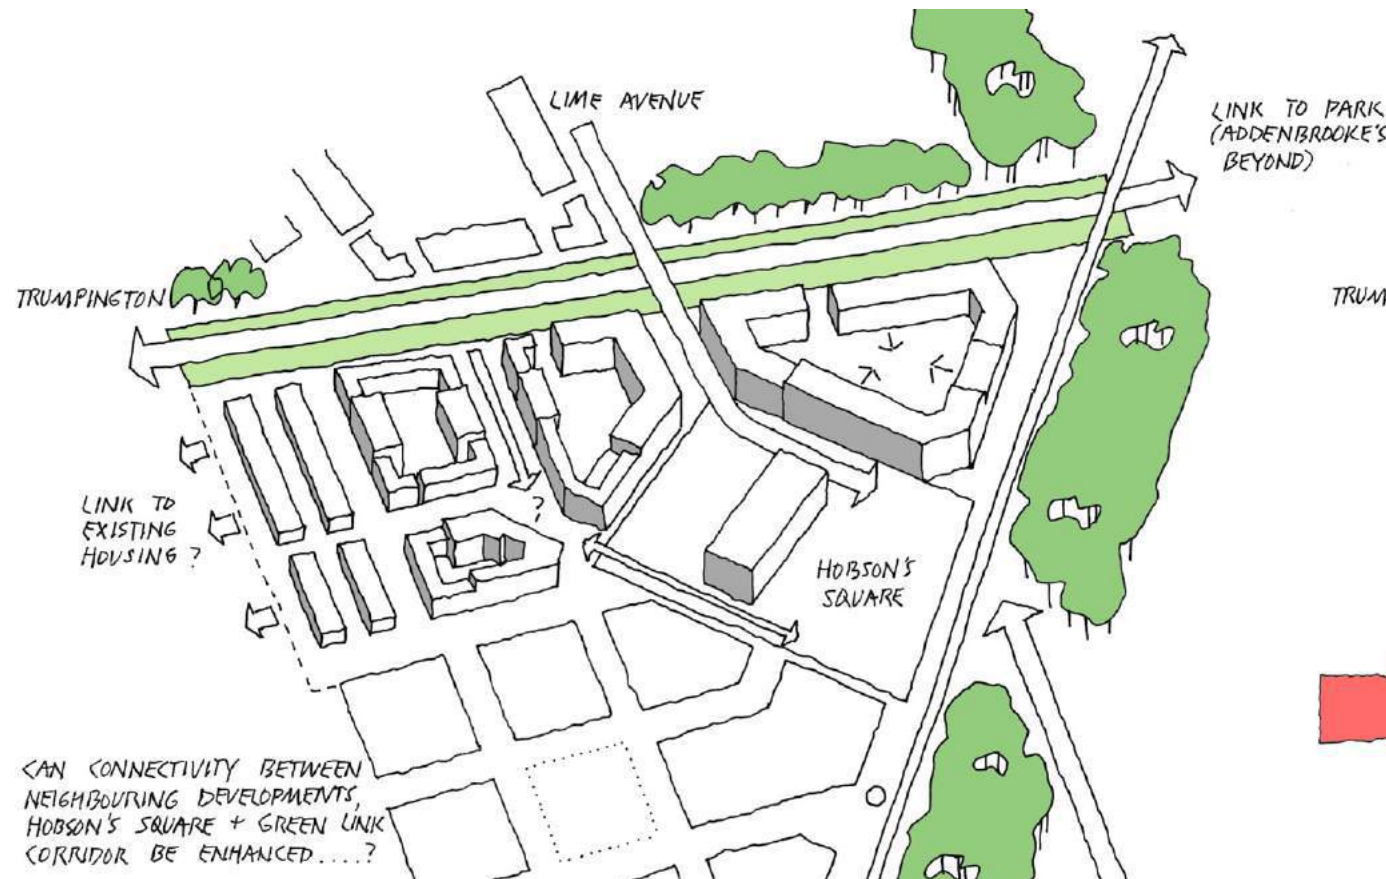 LIME AVENUE
LINK TO PARK
(ADDENBROOKE'S
BEYOND)
TRUMPINGTON
TRUM
LINK TO
EXISTING
HOUSING ?
?
HOBSON'S
SQUARE
CAN CONNECTIVITY BETWEEN
NEIGHBOURING DEVELOPMENTS,
HOBSON'S SQUARE + GREEN LINK
CORRIDOR BE ENHANCED....?